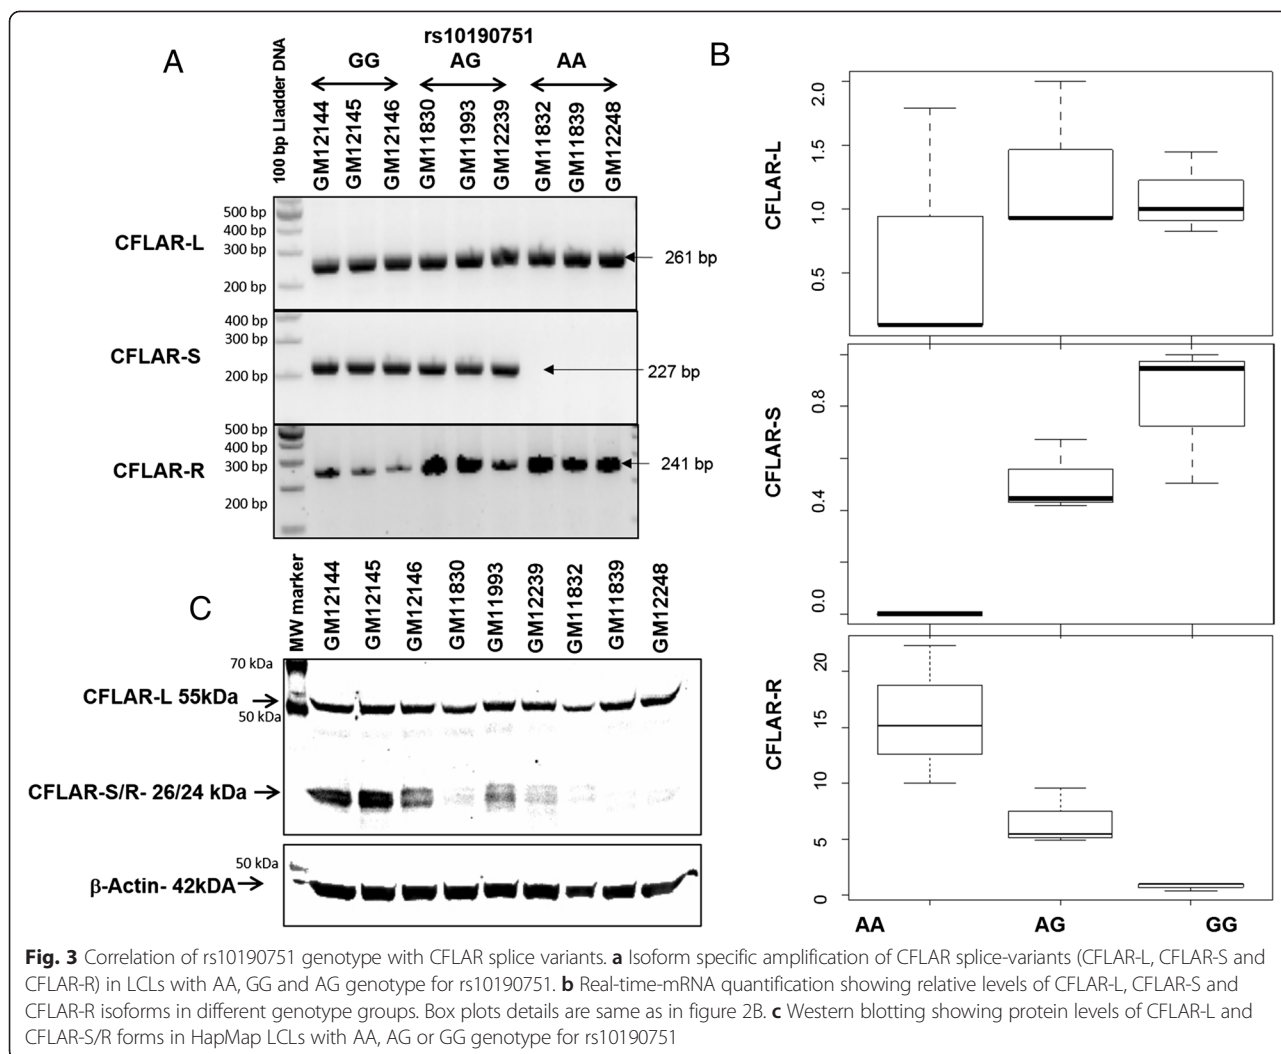 A
rs10190751
GG AG AA
100 bp Lladder DNA
GM12144
GM12145
GM12146
GM11830
GM11993
GM12239
GM11832
GM11839
GM12248
CFLAR-L
500 bp
400 bp
300 bp
200 bp
261 bp
CFLAR-S
400 bp
300 bp
200 bp
227 bp
CFLAR-R
500 bp
400 bp
300 bp
200 bp
241 bp
B
CFLAR-L
2.0
1.5
1.0
0.5
CFLAR-S
0.8
0.4
0.0
CFLAR-R
20
15
10
5
0
AA AG GG
C
MW marker
GM12144
GM12145
GM12146
GM11830
GM11993
GM12239
GM11832
GM11839
GM12248
70 kDa
CFLAR-L 55kDa
50 kDa
CFLAR-S/R- 26/24 kDa
50 kDa
β-Actin- 42kDA
Fig. 3 Correlation of rs10190751 genotype with CFLAR splice variants. a Isoform specific amplification of CFLAR splice-variants (CFLAR-L, CFLAR-S and
CFLAR-R) in LCLs with AA, GG and AG genotype for rs10190751. b Real-time-mRNA quantification showing relative levels of CFLAR-L, CFLAR-S and
CFLAR-R isoforms in different genotype groups. Box plots details are same as in figure 2B. c Western blotting showing protein levels of CFLAR-L and
CFLAR-S/R forms in HapMap LCLs with AA, AG or GG genotype for rs10190751